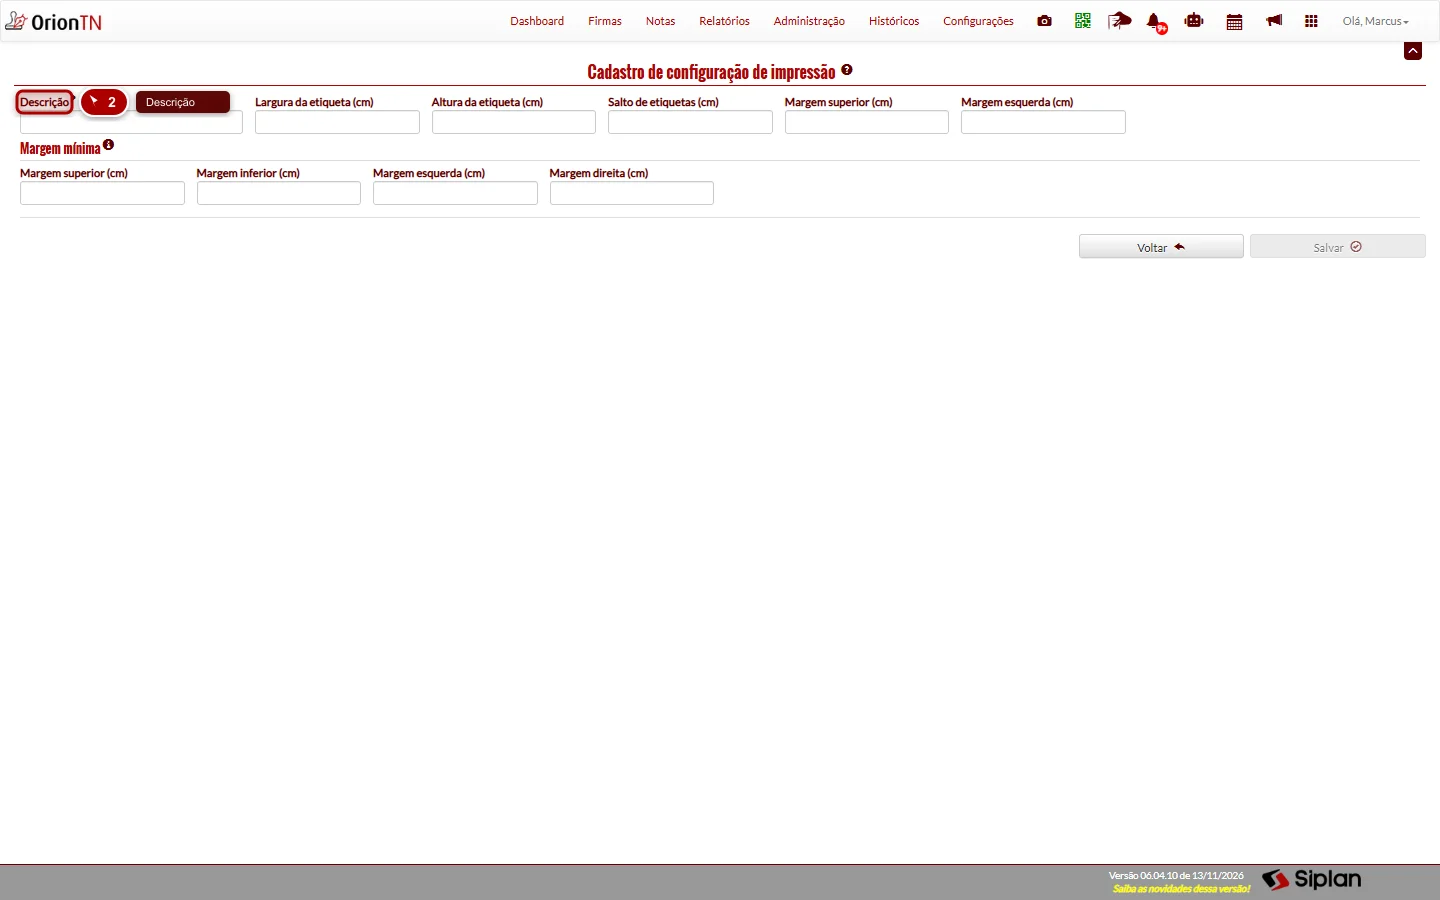 OrionTN
Dashboard Firmas Notas Relatórios Administração Históricos Configurações 9+ Olá, Marcus
Cadastro de configuração de impressão
Descrição 2 Descrição Largura da etiqueta (cm) Altura da etiqueta (cm) Salto de etiquetas (cm) Margem superior (cm) Margem esquerda (cm)
Margem mínima
Margem superior (cm) Margem inferior (cm) Margem esquerda (cm) Margem direita (cm)
Voltar Salvar
Versão 06.04.10 de 13/11/2026
Saiba as novidades dessa versão!
Siplan